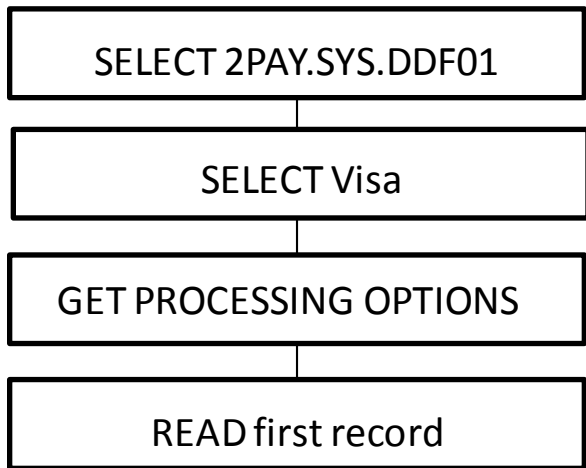 SELECT 2PAY.SYS.DDF01
SELECT Visa
GET PROCESSING OPTIONS
READ first record